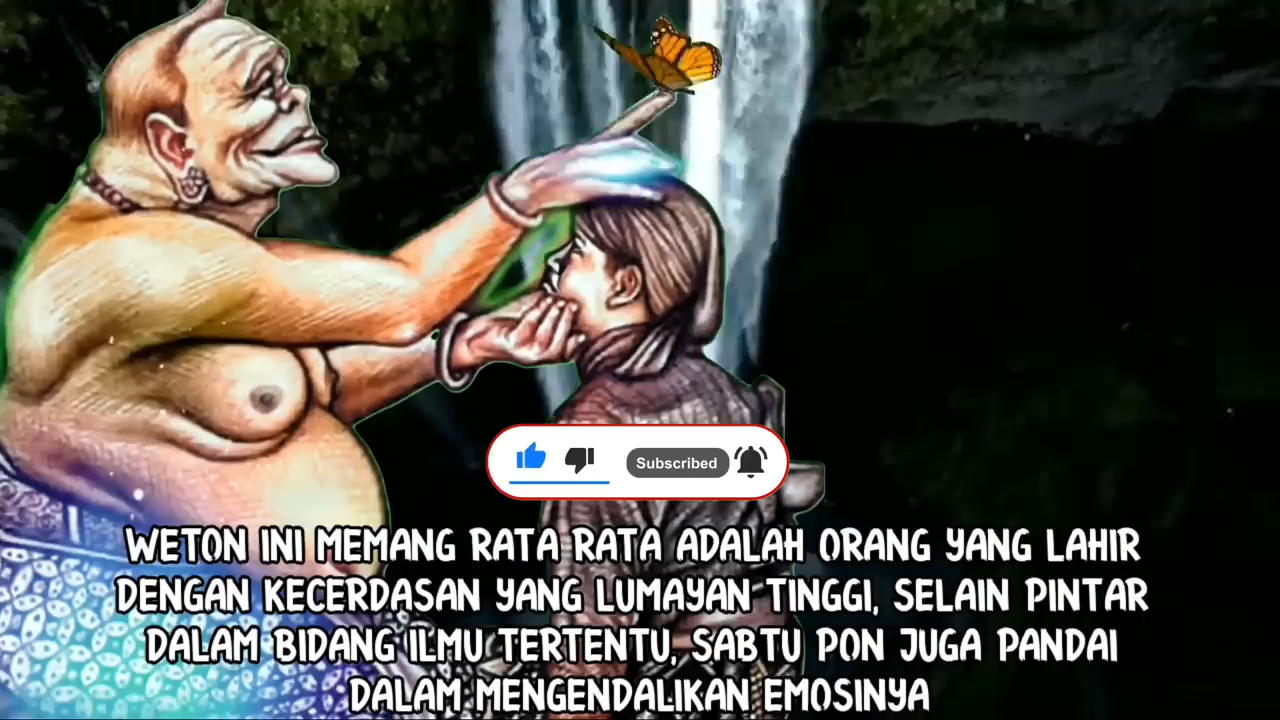 Subscribed
WETON INI MEMANG RATA RATA ADALAH ORANG YANG LAHIR
DENGAN KECERDASAN YANG LUMAYAN TINGGI, SELAIN PINTAR
DALAM BIDANG ILMU TERTENTU, SABTU PON JUGA PANDAI
DALAM MENGENDALIKAN EMOSINYA